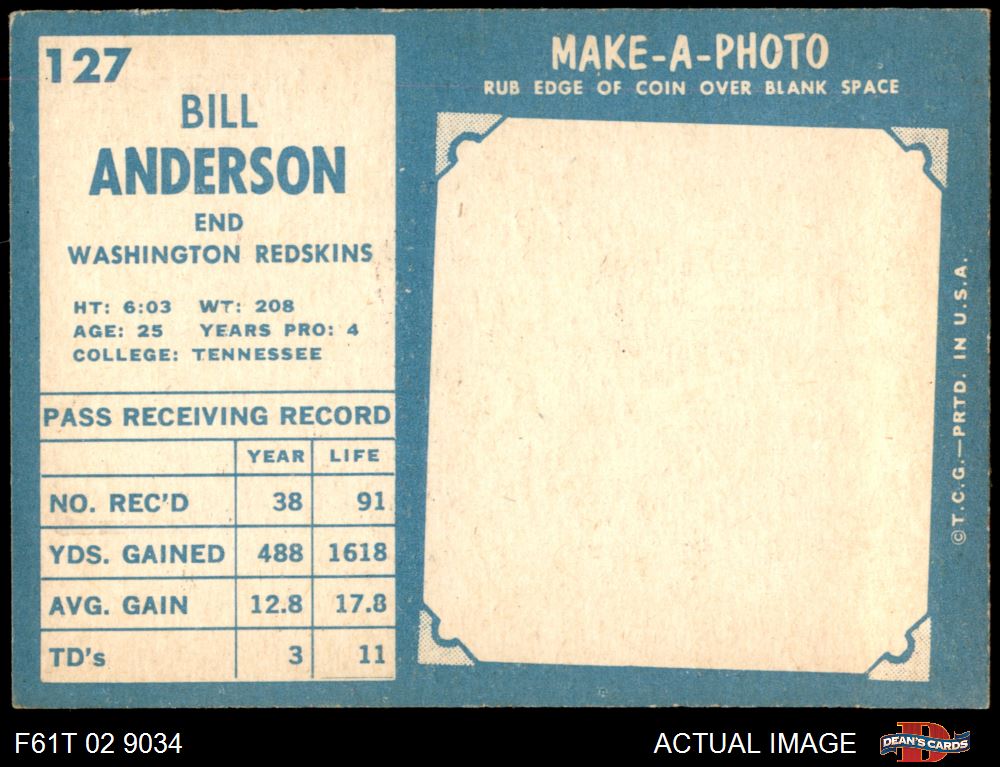 127
BILL
ANDERSON
END
WASHINGTON REDSKINS
HT: 6:03 WT: 208
AGE: 25 YEARS PRO: 4
COLLEGE: TENNESSEE
PASS RECEIVING RECORD
YEAR LIFE
NO. REC'D 38 91
YDS. GAINED 488 1618
AVG. GAIN 12.8 17.8
TD's 3 11
MAKE-A-PHOTO
RUB EDGE OF COIN OVER BLANK SPACE
©T.C.G.—PRTD. IN U.S.A.
F61T 02 9034
ACTUAL IMAGE
D
DEAN'S CARDS